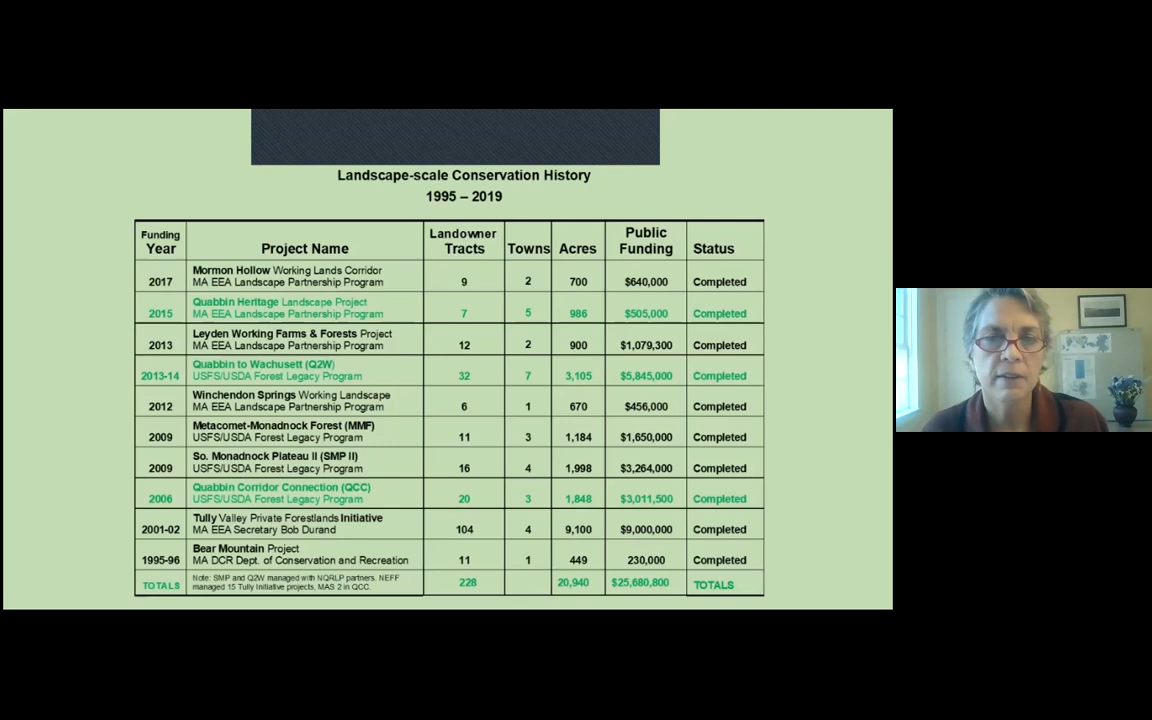 Landscape-scale Conservation History
1995 – 2019
Funding Year Project Name Landowner Tracts Towns Acres Public Funding Status
2017 Mormon Hollow Working Lands Corridor MA EEA Landscape Partnership Program 9 2 700 $640,000 Completed
2015 Quabbin Heritage Landscape Project MA EEA Landscape Partnership Program 7 5 986 $505,000 Completed
2013 Leyden Working Farms & Forests Project MA EEA Landscape Partnership Program 12 2 900 $1,079,300 Completed
2013-14 Quabbin to Wachusett (Q2W) USFS/USDA Forest Legacy Program 32 7 3,105 $5,845,000 Completed
2012 Winchendon Springs Working Landscape MA EEA Landscape Partnership Program 6 1 670 $456,000 Completed
2009 Metacomet-Monadnock Forest (MMF) USFS/USDA Forest Legacy Program 11 3 1,184 $1,650,000 Completed
2009 So. Monadnock Plateau II (SMP II) USFS/USDA Forest Legacy Program 16 4 1,998 $3,264,000 Completed
2006 Quabbin Corridor Connection (QCC) USFS/USDA Forest Legacy Program 20 3 1,848 $3,011,500 Completed
2001-02 Tully Valley Private Forestlands Initiative MA EEA Secretary Bob Durand 104 4 9,100 $9,000,000 Completed
1995-96 Bear Mountain Project MA DCR Dept. of Conservation and Recreation 11 1 449 230,000 Completed
TOTALS Note: SMP and Q2W managed with NQRLP partners. NEFF managed 15 Tully Initiative projects, MAS 2 in QCC. 228 20,940 $25,680,800 TOTALS